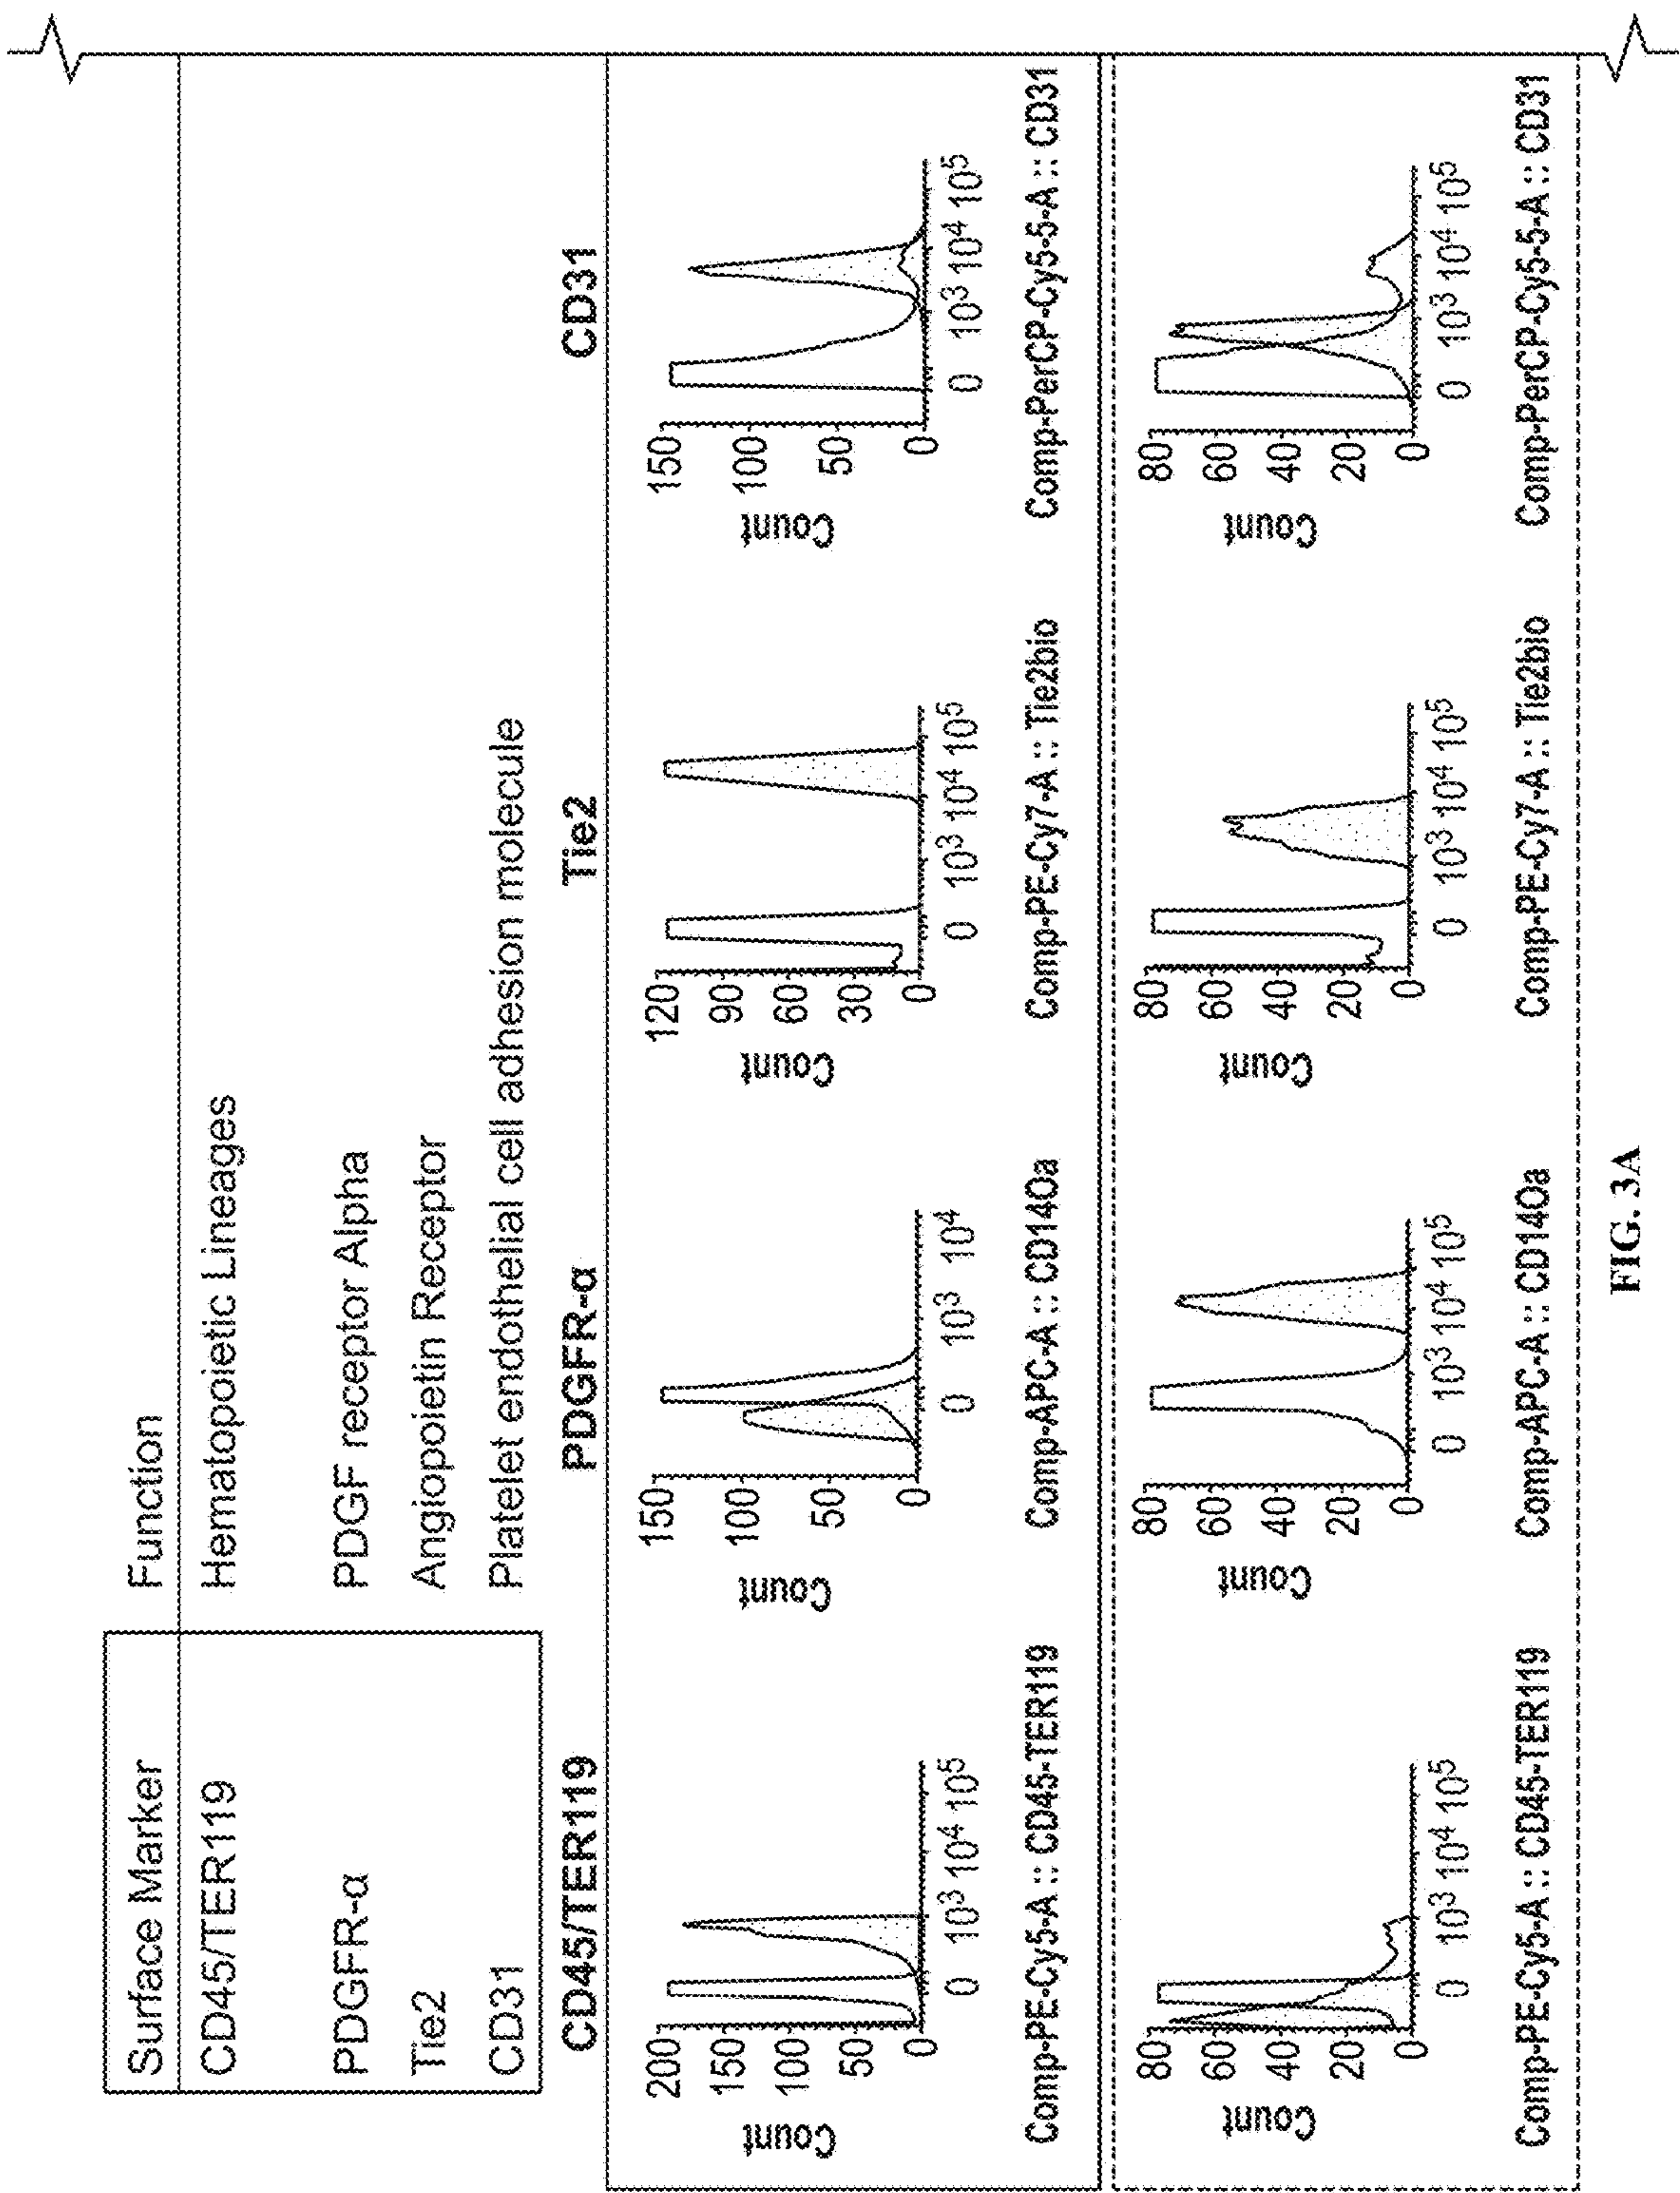 Surface Marker Function
CD45/TER119 Hematopoietic Lineages
PDGFR-α PDGF receptor Alpha
Tie2 Angiopoietin Receptor
CD31 Platelet endothelial cell adhesion molecule
CD45/TER119 PDGFR-α Tie2 CD31
Count
200
150
100
50
0
0 10³ 10⁴ 10⁵
Comp-PE-Cy5-A :: CD45-TER119
Count
150
100
50
0
0 10³ 10⁴
Comp-APC-A :: CD14Oa
Count
120
90
60
30
0
0 10³ 10⁴ 10⁵
Comp-PE-Cy7-A :: Tie2bio
Count
150
100
50
0
0 10³ 10⁴ 10⁵
Comp-PerCP-Cy5-5-A :: CD31
Count
80
60
40
20
0
0 10³ 10⁴ 10⁵
Comp-PE-Cy5-A :: CD45-TER119
Count
80
60
40
20
0
0 10³ 10⁴ 10⁵
Comp-APC-A :: CD14Oa
Count
80
60
40
20
0
0 10³ 10⁴ 10⁵
Comp-PE-Cy7-A :: Tie2bio
Count
80
60
40
20
0
0 10³ 10⁴ 10⁵
Comp-PerCP-Cy5-5-A :: CD31
FIG. 3A